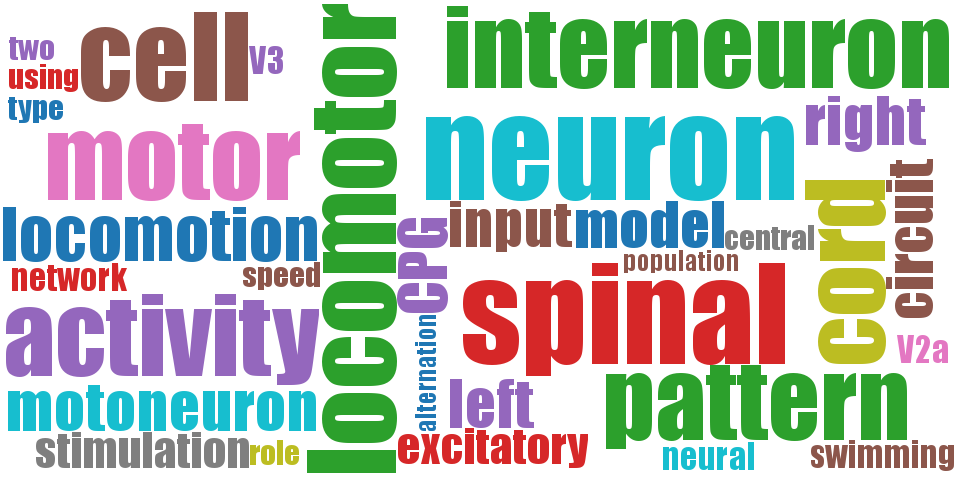 two
using
type
cell
V3
interneuron
motor
locomotor
neuron
right
locomotion
CPG
input
model
central
cord
circuit
network
speed
population
activity
spinal
V2a
motoneuron
alternation
left
pattern
stimulation
role
excitatory
neural
swimming